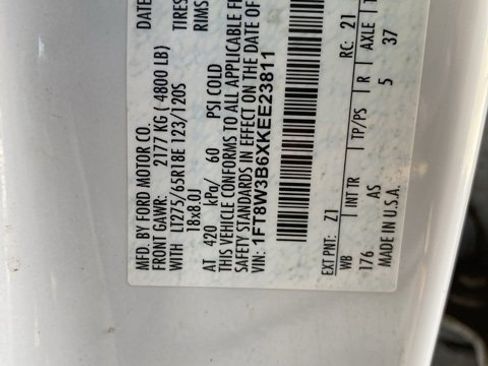 MFD. BY FORD MOTOR CO. DATE
FRONT GAWR: 2177 KG ( 4800 LB) TIRES
WITH LT275/65R18E 123/120S RIMS
18x8.0J
AT 420 kPa/ 60 PSI COLD
THIS VEHICLE CONFORMS TO ALL APPLICABLE FE
SAFETY STANDARDS IN EFFECT ON THE DATE OF
VIN: 1FT8W3B6XKEE23811
EXT PNT: Z1 RC: 21
WB INT TR TP/PS R AXLE
176 AS 5 37
MADE IN U.S.A.